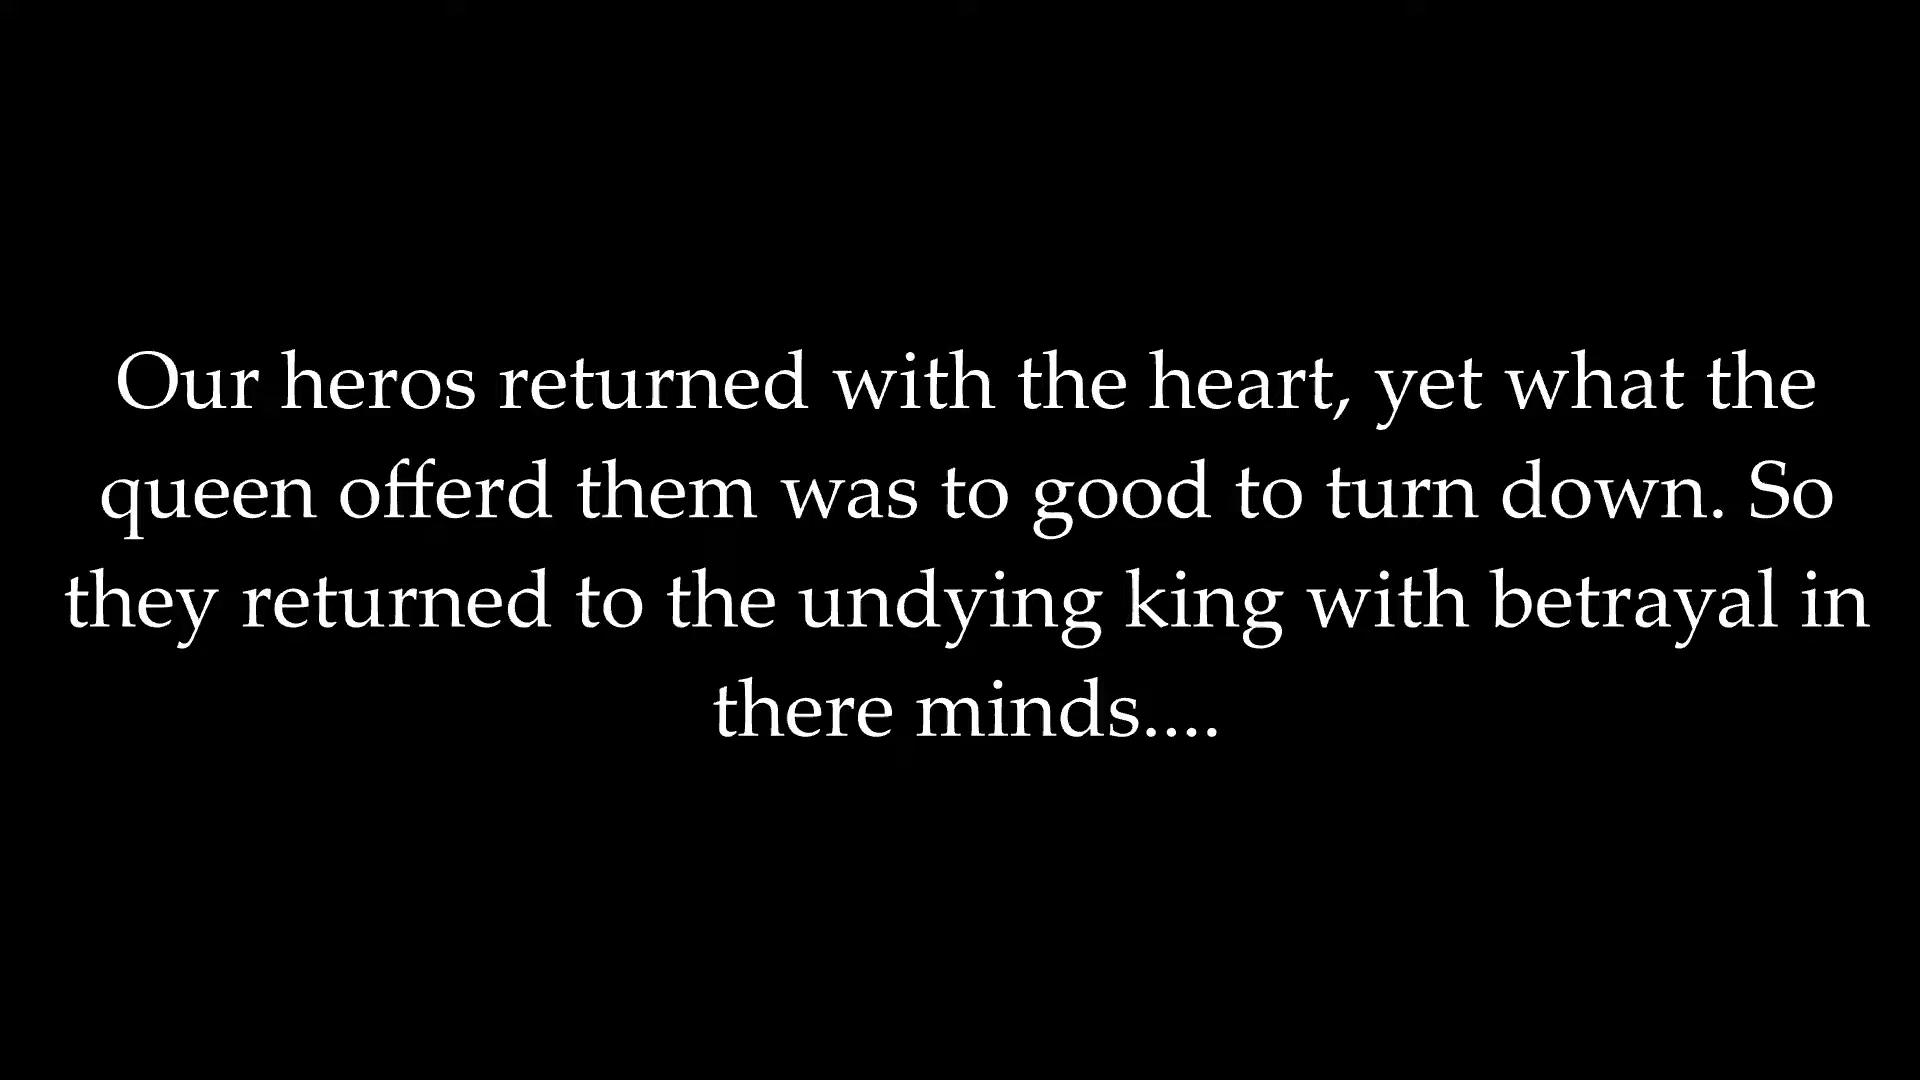 Our heros returned with the heart, yet what the
queen offerd them was to good to turn down. So
they returned to the undying king with betrayal in
there minds....